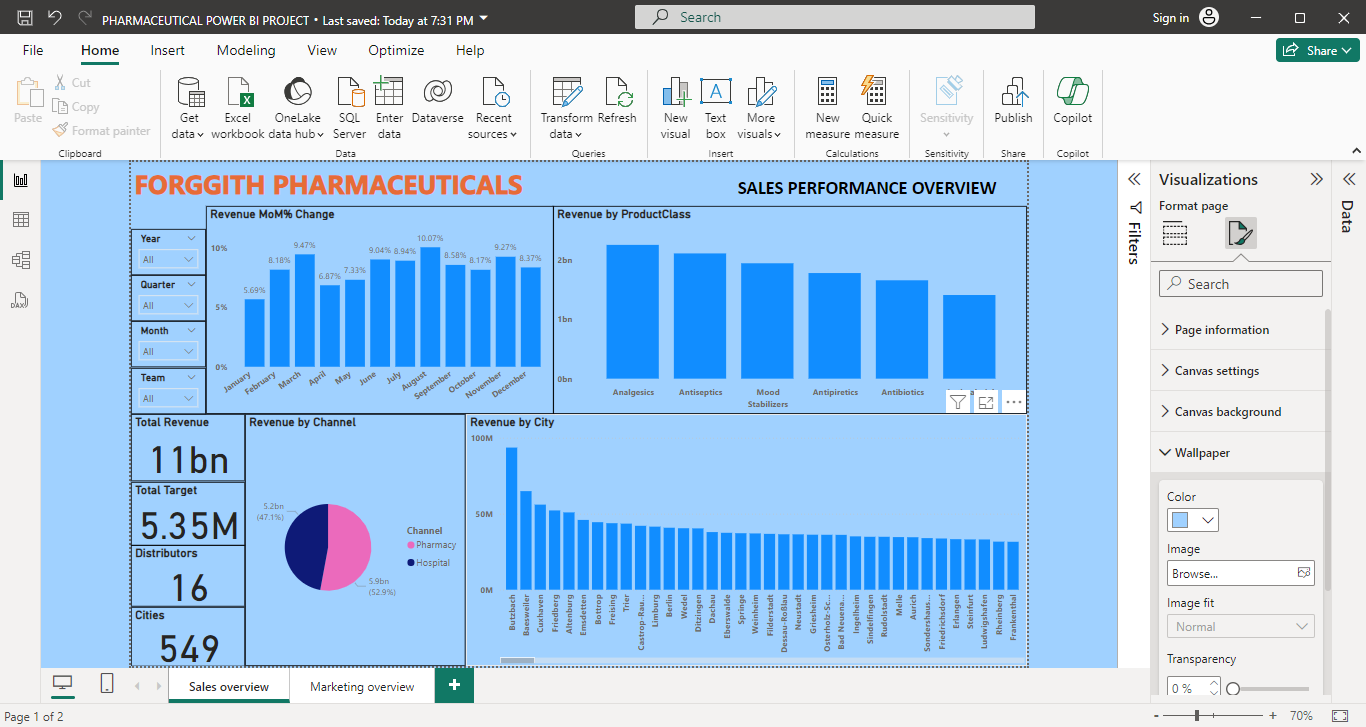 PHARMACEUTICAL POWER BI PROJECT • Last saved: Today at 7:31 PM
Search
Sign in
File Home Insert Modeling View Optimize Help
Share
Paste
Cut
Copy
Format painter
Clipboard
Get data
Excel workbook
OneLake data hub
SQL Server
Enter data
Dataverse
Recent sources
Data
Transform data
Refresh
Queries
New visual
Text box
More visuals
Insert
New measure
Quick measure
Calculations
Sensitivity
Sensitivity
Publish
Share
Copilot
Copilot
DAX
FORGGITH PHARMACEUTICALS
SALES PERFORMANCE OVERVIEW
Year
All
Quarter
All
Month
All
Team
All
Revenue MoM% Change
10%
5%
0%
5.69%
8.18%
9.47%
6.87%
7.33%
9.04%
8.94%
10.07%
8.58%
8.17%
9.27%
8.37%
January
February
March
April
May
June
July
August
September
October
November
December
Revenue by ProductClass
2bn
1bn
0bn
Analgesics
Antiseptics
Mood Stabilizers
Antipiretics
Antibiotics
Total Revenue
11bn
Total Target
5.35M
Distributors
16
Cities
549
Revenue by Channel
5.2bn
(47.1%)
5.9bn
(52.9%)
Channel
Pharmacy
Hospital
Revenue by City
100M
50M
0M
Butzbach
Baesweiler
Cuxhaven
Friedberg
Altenburg
Emsdetten
Bottrop
Freising
Trier
Castrop-Rau...
Limburg
Berlin
Wedel
Ditzingen
Dachau
Eberswalde
Springe
Weinheim
Filderstadt
Dessau-Roßlau
Neustadt
Griesheim
Osterholz-Sc...
Bad Neuena...
Ingelheim
Sindelfingen
Rudolstadt
Melle
Aurich
Sondershaus...
Friedrichsdorf
Erlangen
Steinfurt
Ludwigshafen
Rheinberg
Frankenthal
Filters
Visualizations
Format page
Search
Page information
Canvas settings
Canvas background
Wallpaper
Color
Image
Browse...
Image fit
Normal
Transparency
0 %
Data
Sales overview
Marketing overview
+
Page 1 of 2
- + 70%